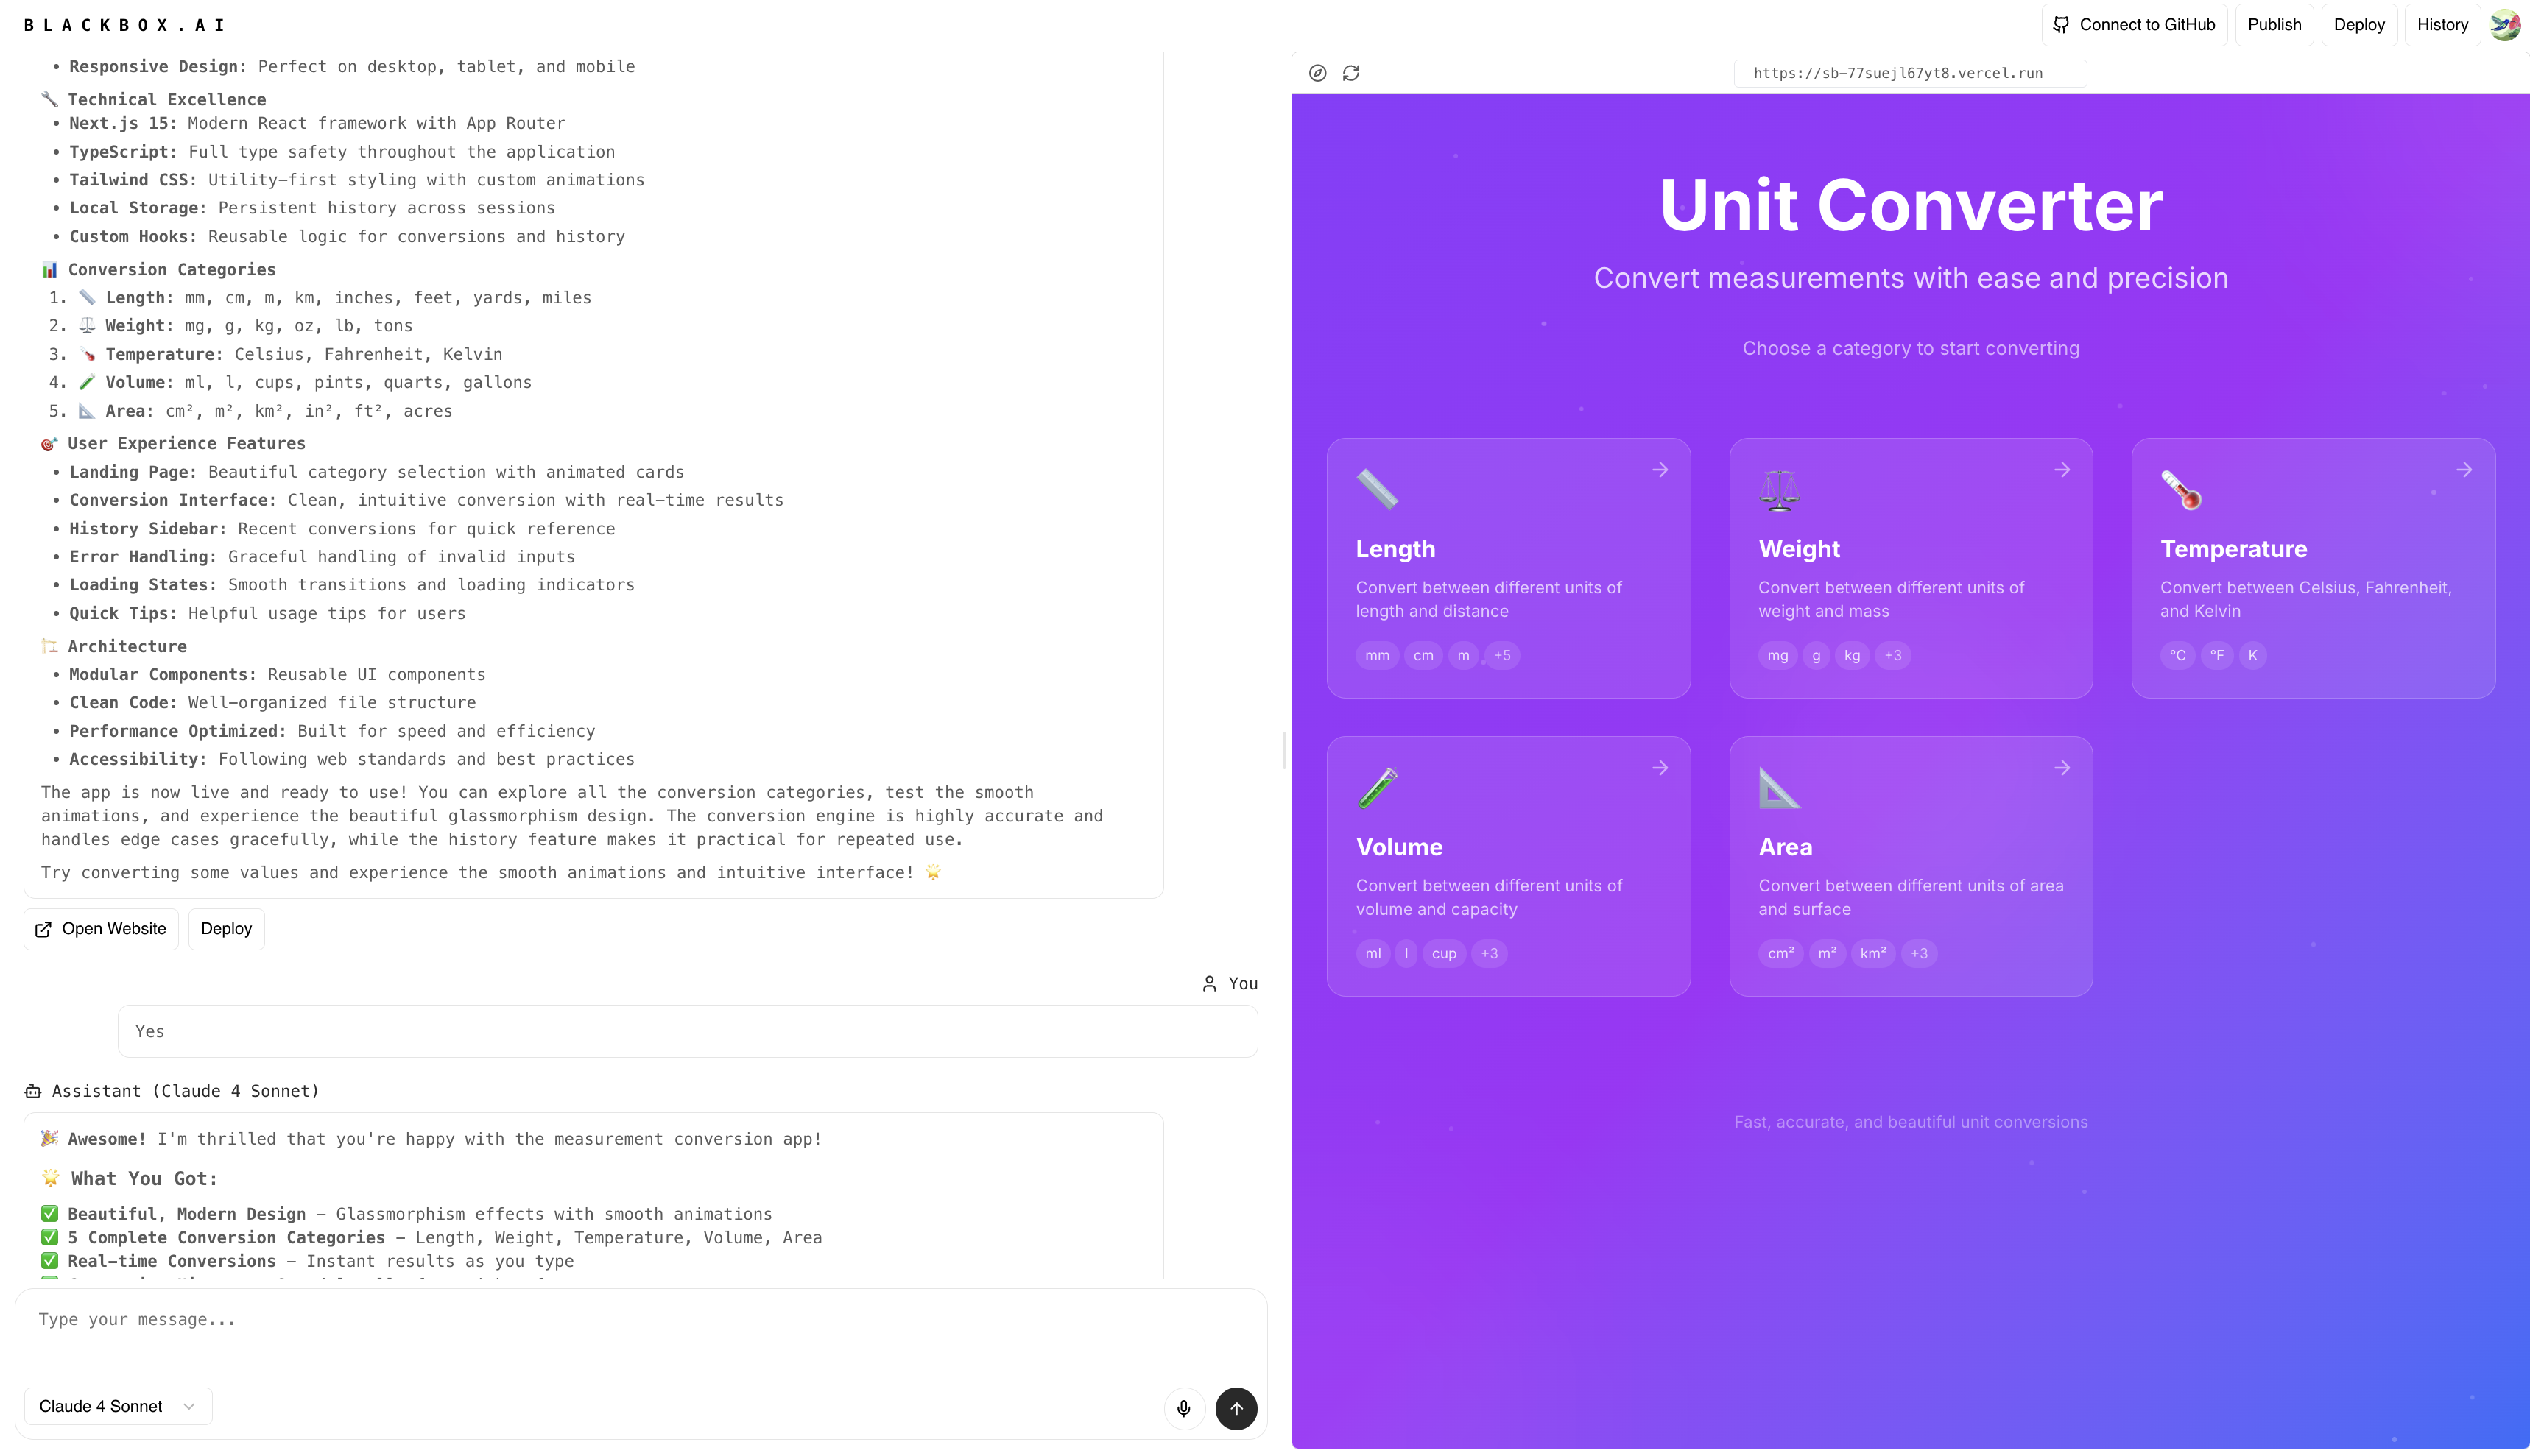 BLACKBOX.AI
Connect to GitHub
Publish
Deploy
History
• Responsive Design: Perfect on desktop, tablet, and mobile
🔧 Technical Excellence
• Next.js 15: Modern React framework with App Router
• TypeScript: Full type safety throughout the application
• Tailwind CSS: Utility-first styling with custom animations
• Local Storage: Persistent history across sessions
• Custom Hooks: Reusable logic for conversions and history
📊 Conversion Categories
1. 📏 Length: mm, cm, m, km, inches, feet, yards, miles
2. ⚖️ Weight: mg, g, kg, oz, lb, tons
3. 🌡️ Temperature: Celsius, Fahrenheit, Kelvin
4. 🧪 Volume: ml, l, cups, pints, quarts, gallons
5. 📐 Area: cm², m², km², in², ft², acres
🎯 User Experience Features
• Landing Page: Beautiful category selection with animated cards
• Conversion Interface: Clean, intuitive conversion with real-time results
• History Sidebar: Recent conversions for quick reference
• Error Handling: Graceful handling of invalid inputs
• Loading States: Smooth transitions and loading indicators
• Quick Tips: Helpful usage tips for users
🏗️ Architecture
• Modular Components: Reusable UI components
• Clean Code: Well-organized file structure
• Performance Optimized: Built for speed and efficiency
• Accessibility: Following web standards and best practices
The app is now live and ready to use! You can explore all the conversion categories, test the smooth
animations, and experience the beautiful glassmorphism design. The conversion engine is highly accurate and
handles edge cases gracefully, while the history feature makes it practical for repeated use.
Try converting some values and experience the smooth animations and intuitive interface! 🌟
Open Website
Deploy
You
Yes
Assistant (Claude 4 Sonnet)
🎉 Awesome! I'm thrilled that you're happy with the measurement conversion app!
🌟 What You Got:
✅ Beautiful, Modern Design – Glassmorphism effects with smooth animations
✅ 5 Complete Conversion Categories – Length, Weight, Temperature, Volume, Area
✅ Real-time Conversions – Instant results as you type
Type your message...
Claude 4 Sonnet
https://sb-77suejl67yt8.vercel.run
Unit Converter
Convert measurements with ease and precision
Choose a category to start converting
Length
Convert between different units of
length and distance
mm cm m +5
Weight
Convert between different units of
weight and mass
mg g kg +3
Temperature
Convert between Celsius, Fahrenheit,
and Kelvin
°C °F K
Volume
Convert between different units of
volume and capacity
ml l cup +3
Area
Convert between different units of area
and surface
cm² m² km² +3
Fast, accurate, and beautiful unit conversions